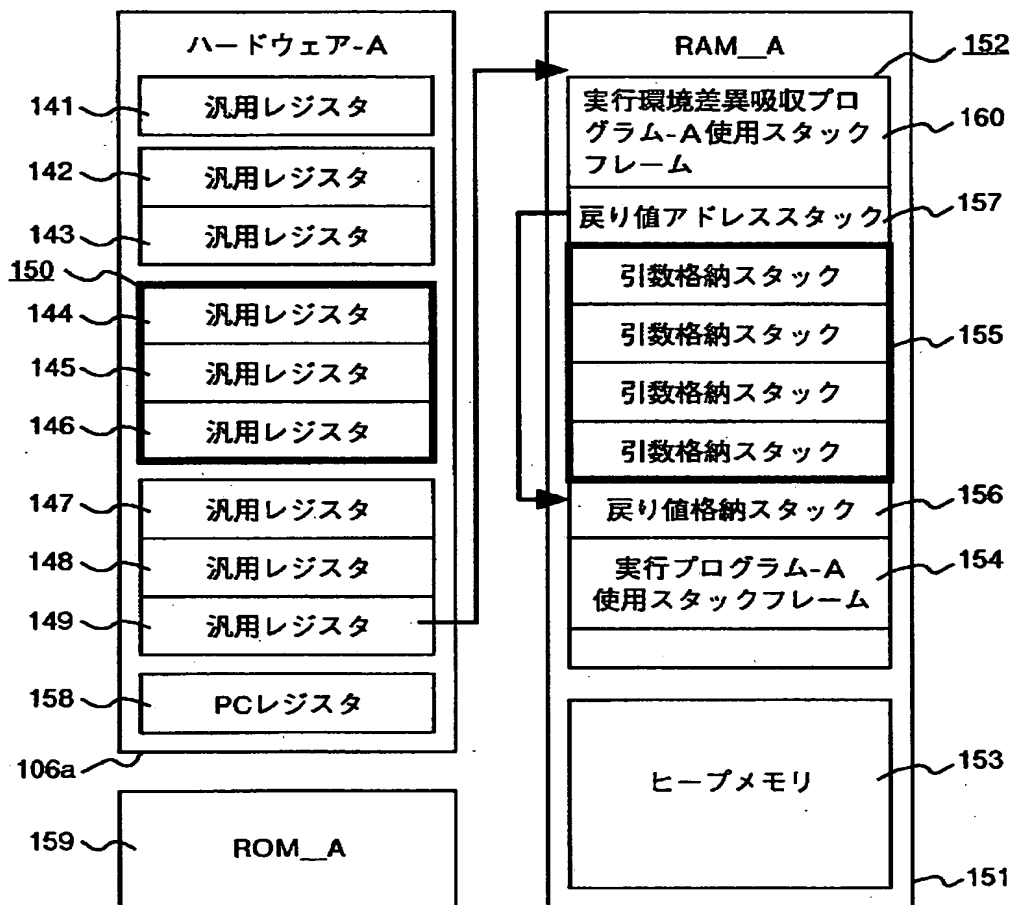 ハードウェア-A
141
汎用レジスタ
142
汎用レジスタ
143
汎用レジスタ
150
144
汎用レジスタ
145
汎用レジスタ
146
汎用レジスタ
147
汎用レジスタ
148
汎用レジスタ
149
汎用レジスタ
158
PCレジスタ
106a
159
ROM__A
RAM__A
152
実行環境差異吸収プロ
グラム-A使用スタック
フレーム
160
戻り値アドレススタック
157
引数格納スタック
引数格納スタック
155
引数格納スタック
引数格納スタック
戻り値格納スタック
156
実行プログラム-A
使用スタックフレーム
154
ヒープメモリ
153
151